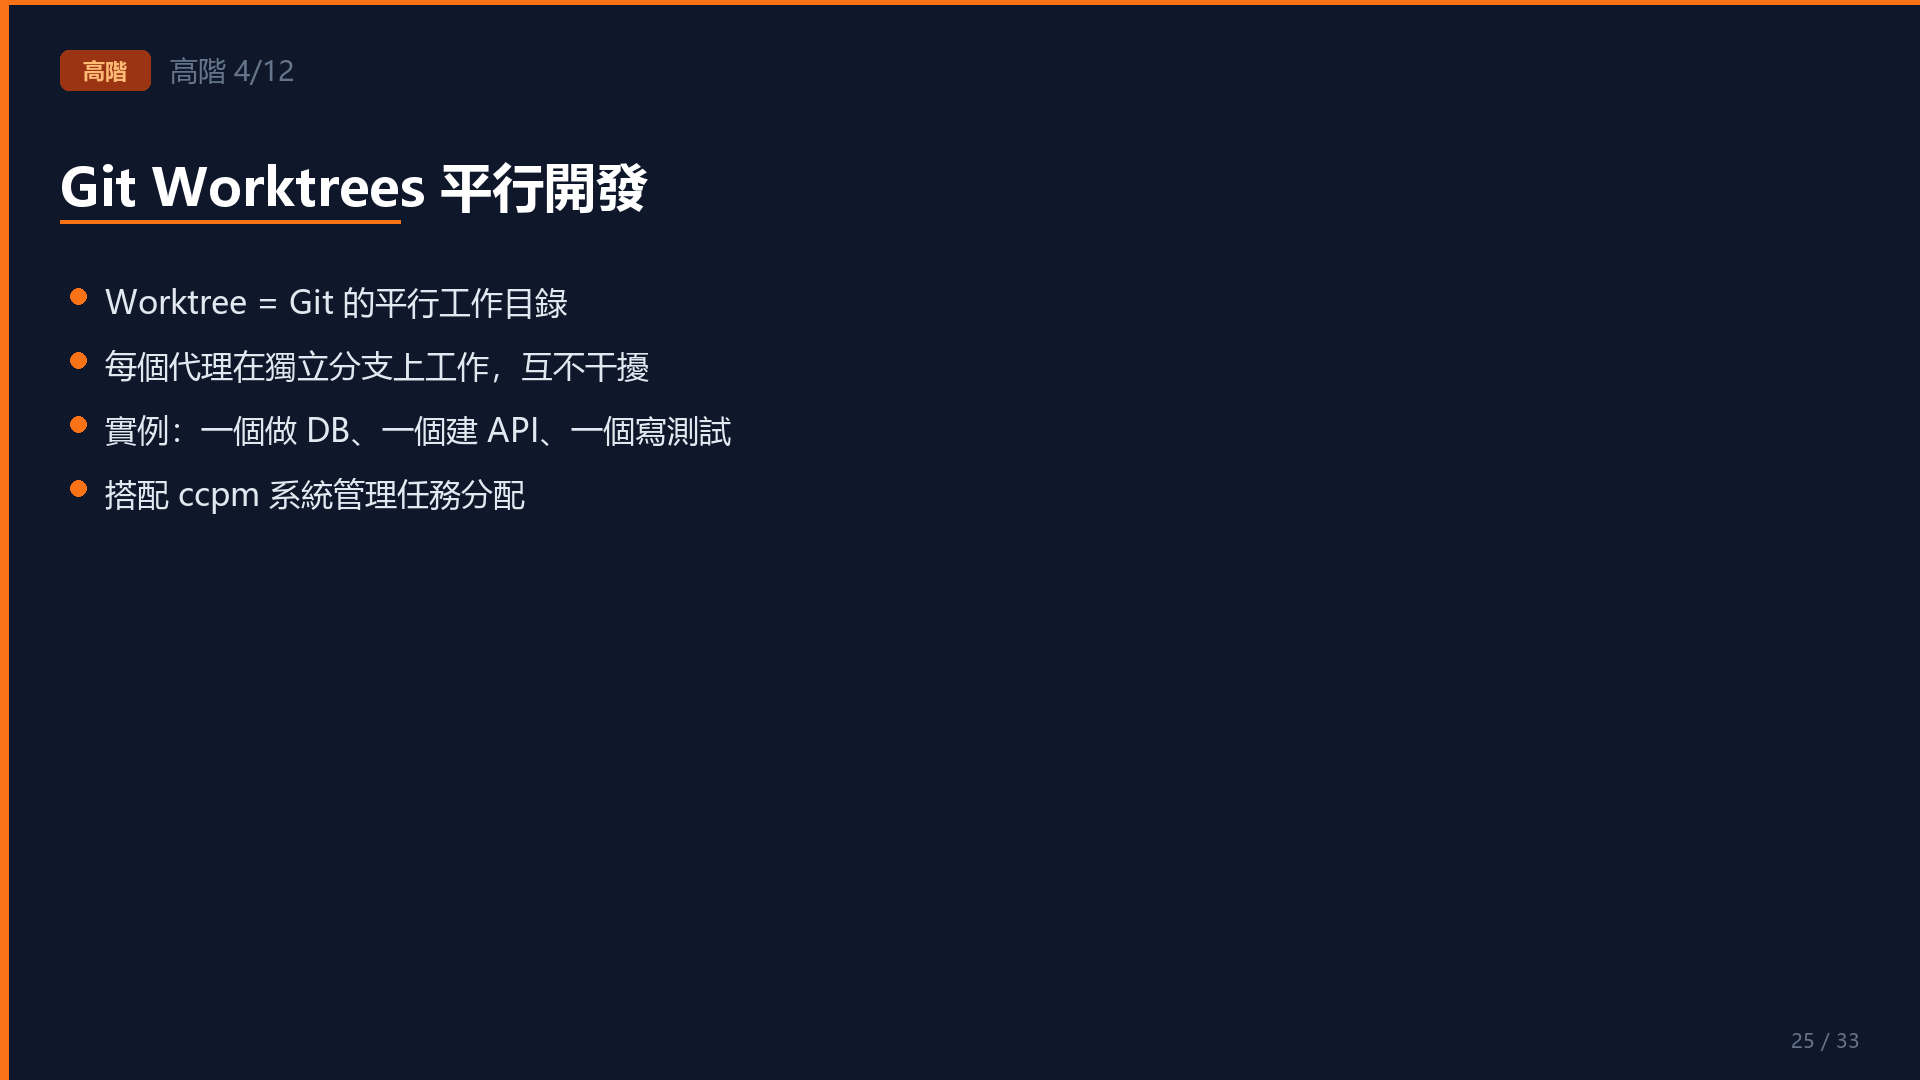 高階
高階 4/12
Git Worktrees 平行開發
Worktree = Git 的平行工作目錄
每個代理在獨立分支上工作，互不干擾
實例：一個做 DB、一個建 API、一個寫測試
搭配 ccpm 系統管理任務分配
25 / 33